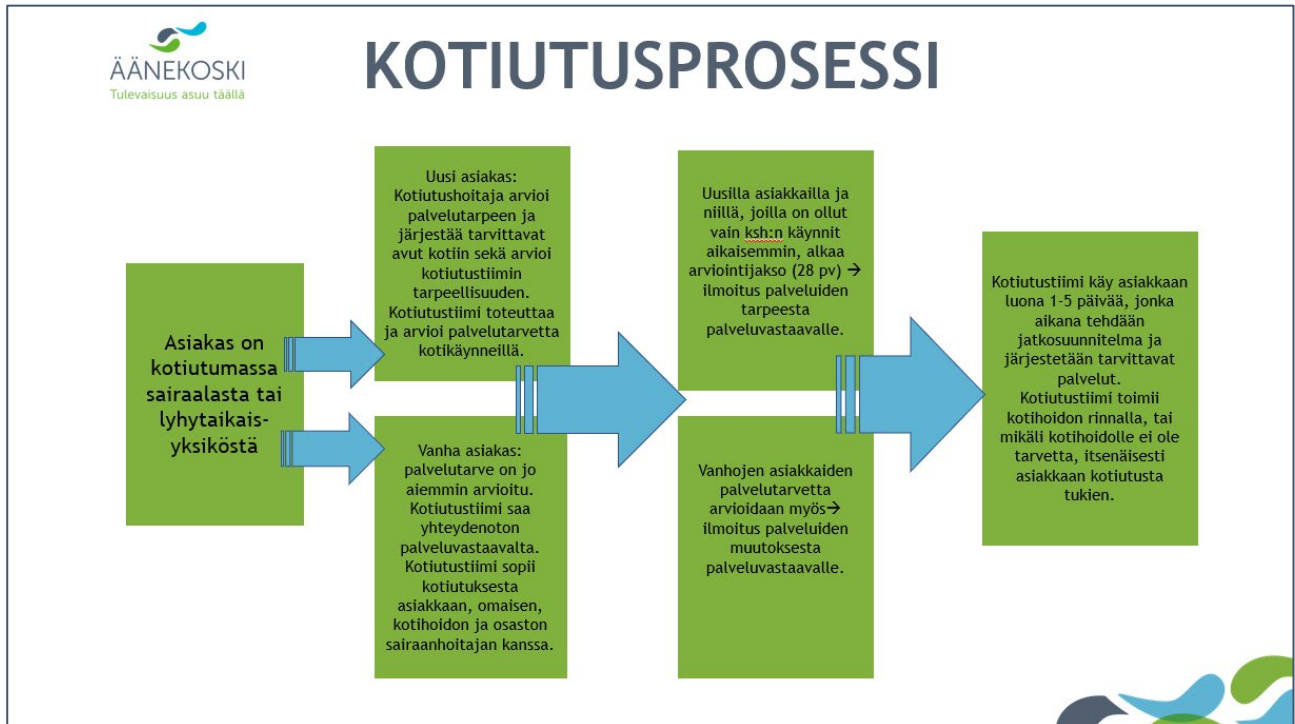 ÄÄNEKOSKI
Tulevaisuus asuu täällä
KOTIUTUSPROSESSI
Asiakas on
kotiutumassa
sairaalasta tai
lyhytaikais-
yksiköstä
Uusi asiakas:
Kotiutushoitaja arvioi
palvelutarpeen ja
järjestää tarvittavat
avut kotiin sekä arvioi
kotiutustiimin
tarpeellisuuden.
Kotiutustiimi toteuttaa
ja arvioi palvelutarvetta
kotikäynneillä.
Vanha asiakas:
palvelutarve on jo
aiemmin arvioitu.
Kotiutustiimi saa
yhteydenoton
palveluvastaavalta.
Kotiutustiimi sopii
kotiutuksesta
asiakkaan, omaisen,
kotihoidon ja osaston
sairaanhoitajan kanssa.
Uusilla asiakkailla ja
niillä, joilla on ollut
vain ksh:n käynnit
aikaisemmin, alkaa
arviointijakso (28 pv) →
ilmoitus palveluiden
tarpeesta
palveluvastaavalle.
Vanhojen asiakkaiden
palvelutarvetta
arvioidaan myös→
ilmoitus palveluiden
muutoksesta
palveluvastaavalle.
Kotiutustiimi käy asiakkaan
luona 1-5 päivää, jonka
aikana tehdään
jatkosuunnitelma ja
järjestetään tarvittavat
palvelut.
Kotiutustiimi toimii
kotihoidon rinnalla, tai
mikäli kotihoidolle ei ole
tarvetta, itsenäisesti
asiakkaan kotiutusta
tukien.